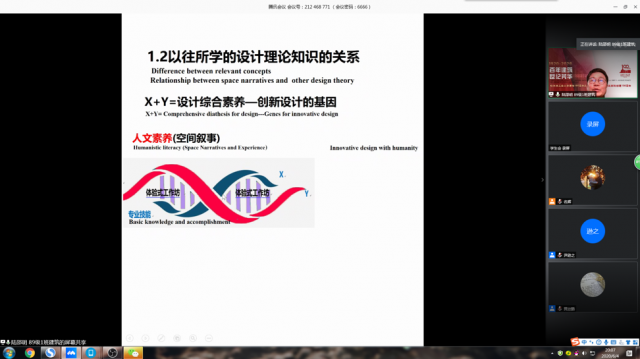 腾讯会议 会议号：212 468 771 （ 会议密码：6666 ）
1.2以往所学的设计理论知识的关系
Difference between relevant concepts
Relationship between space narratives and other design theory
X+Y=设计综合素养—创新设计的基因
X+Y= Comprehensive diathesis for design---Genes for innovative design
人文素养(空间叙事)
Humanistic literacy (Space Narratives and Experience)
Innovative design with humanity
体验式工作坊
体验式工作坊
X.
Y.
专业技能
Basic knowledge and accomplishment
录屏